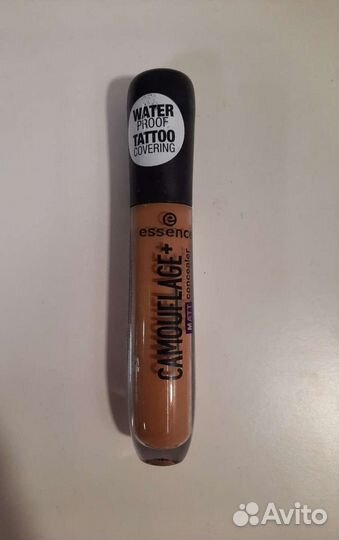 WATER
PROOF
TATTOO
COVERING
essence
CAMOUFLAGE+
MATT concealer
Avito